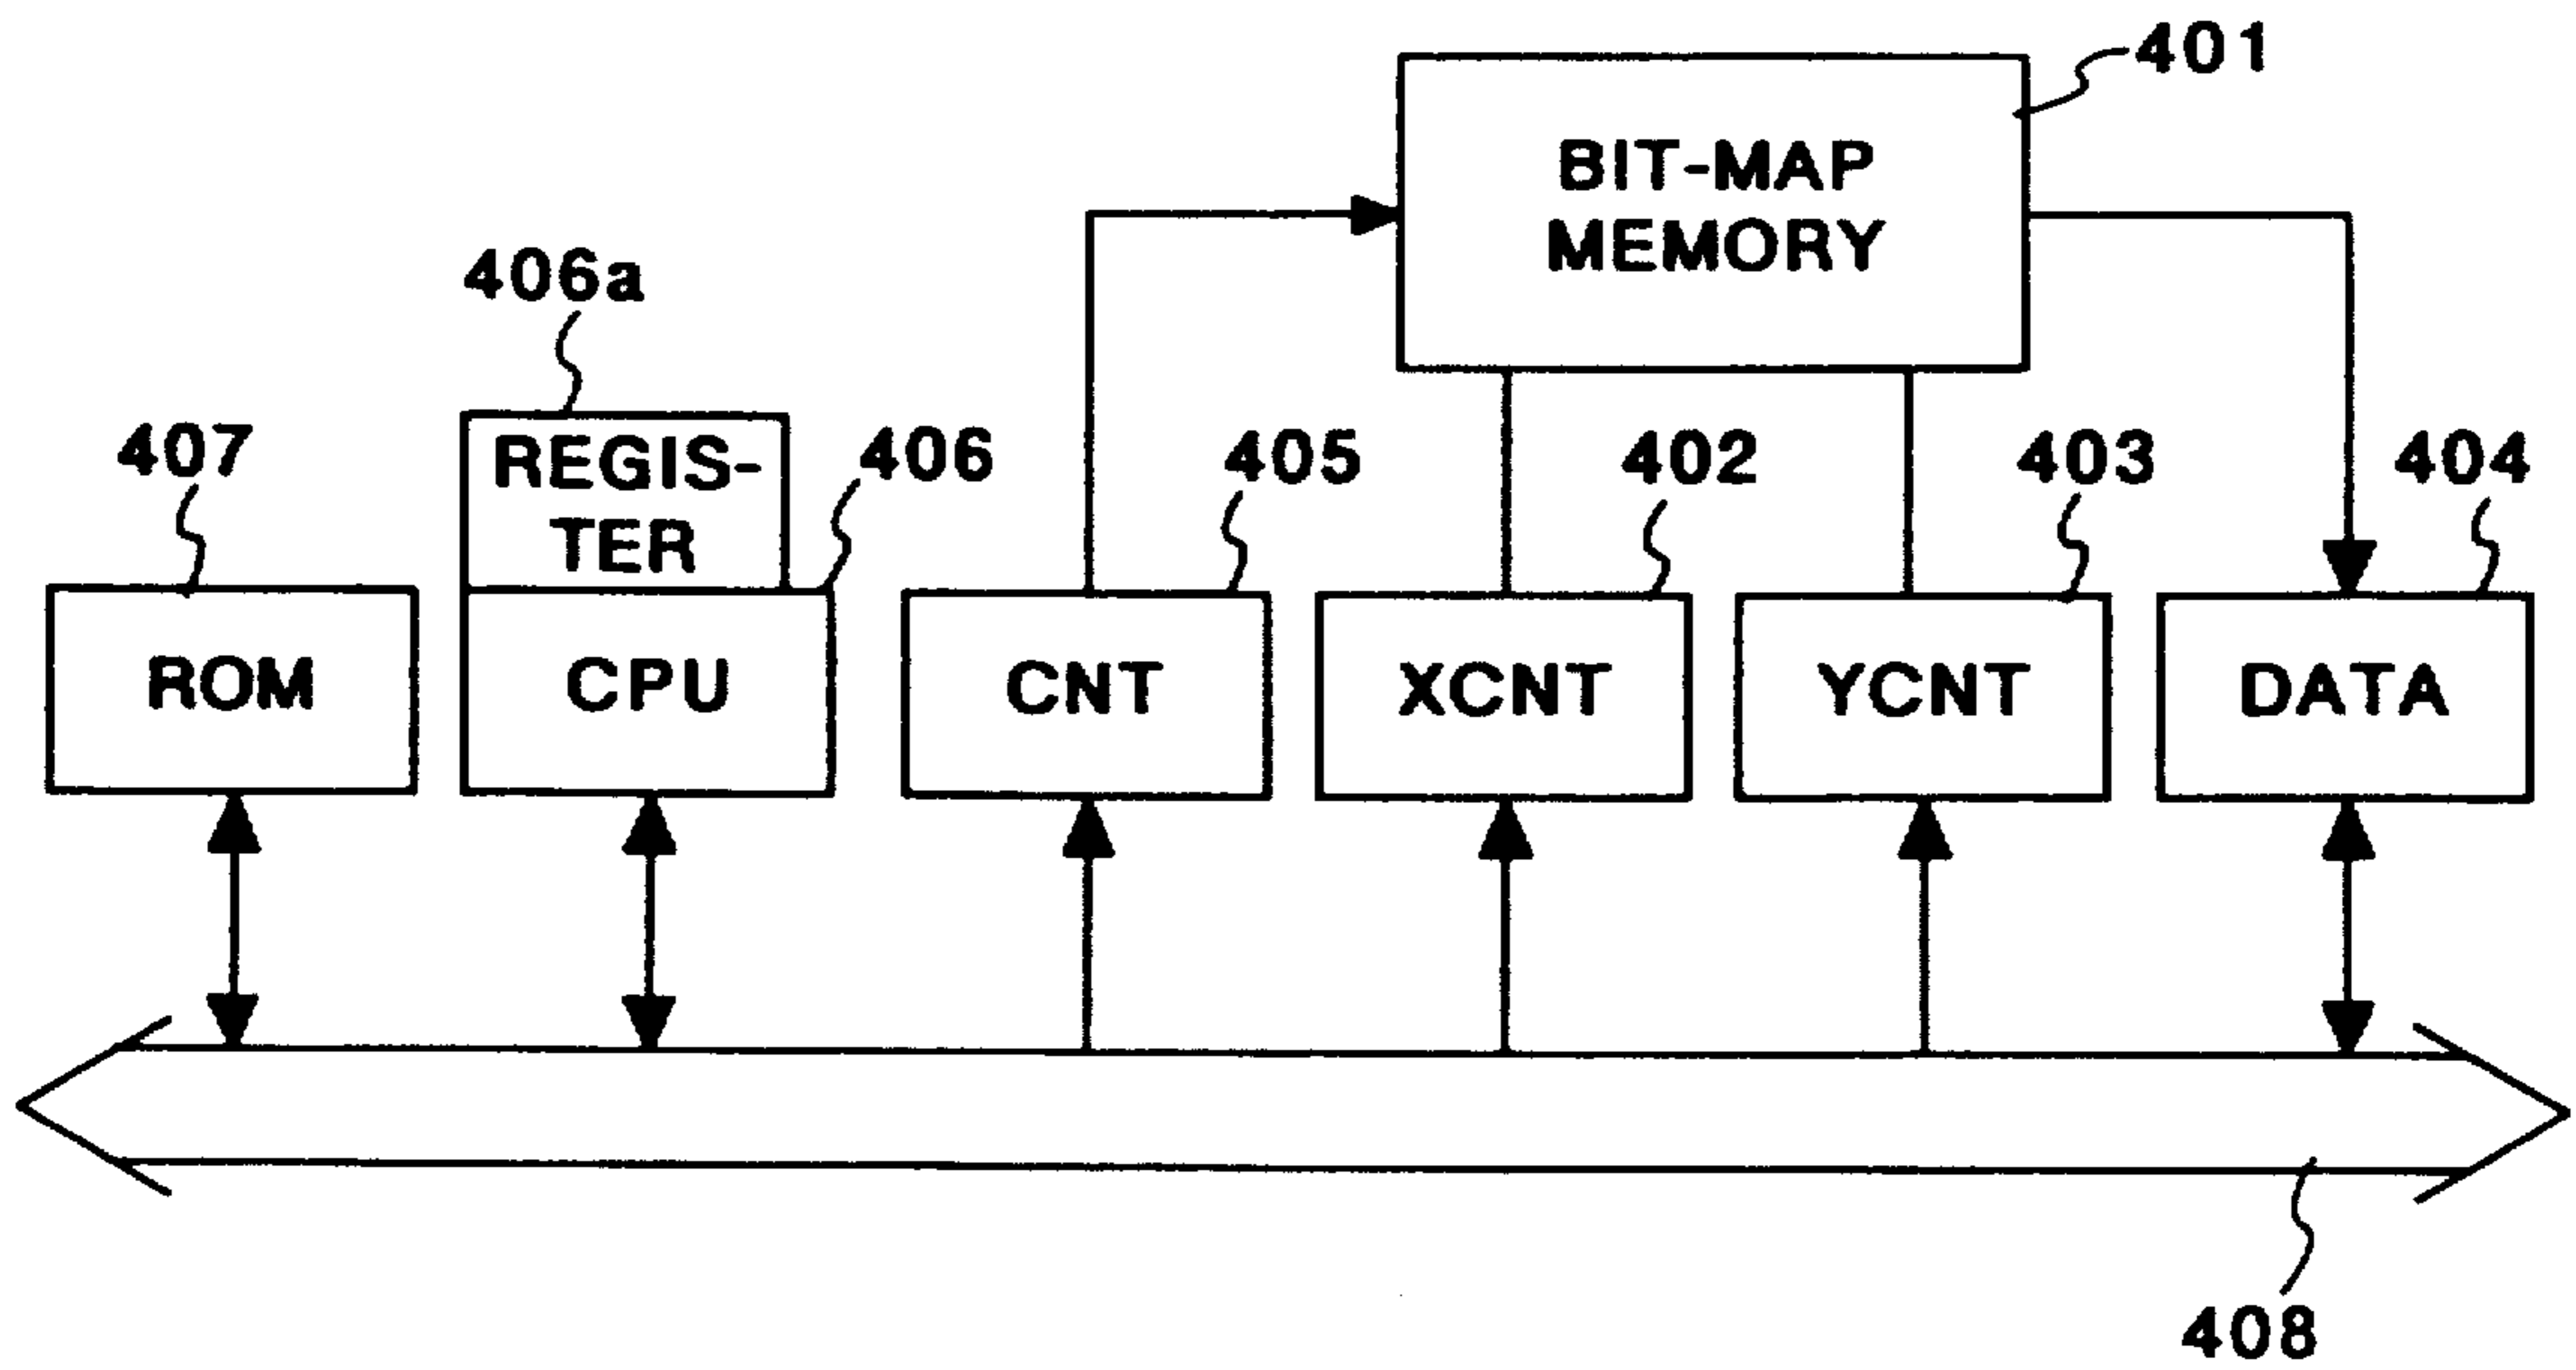 401
BIT-MAP
MEMORY
406a
407
REGIS-
TER
406
405
402
403
404
ROM
CPU
CNT
XCNT
YCNT
DATA
408